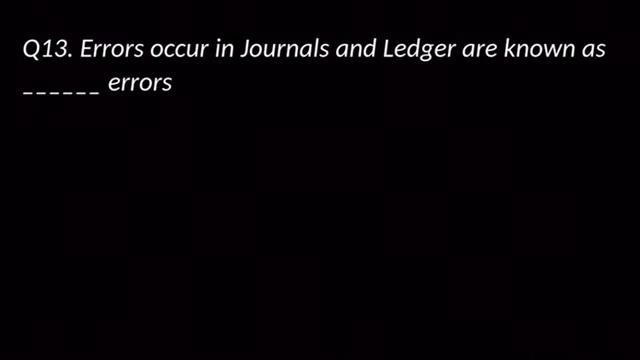 Q13. Errors occur in Journals and Ledger are known as
______ errors